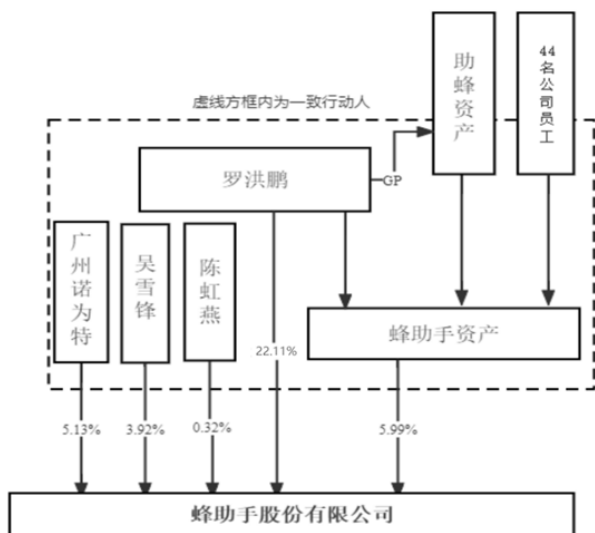 助蜂资产
44名公司员工
虚线方框内为一致行动人
罗洪鹏
GP
广州诺为特
吴雪锋
陈虹燕
蜂助手资产
22.11%
5.13%
3.92%
0.32%
5.99%
蜂助手股份有限公司